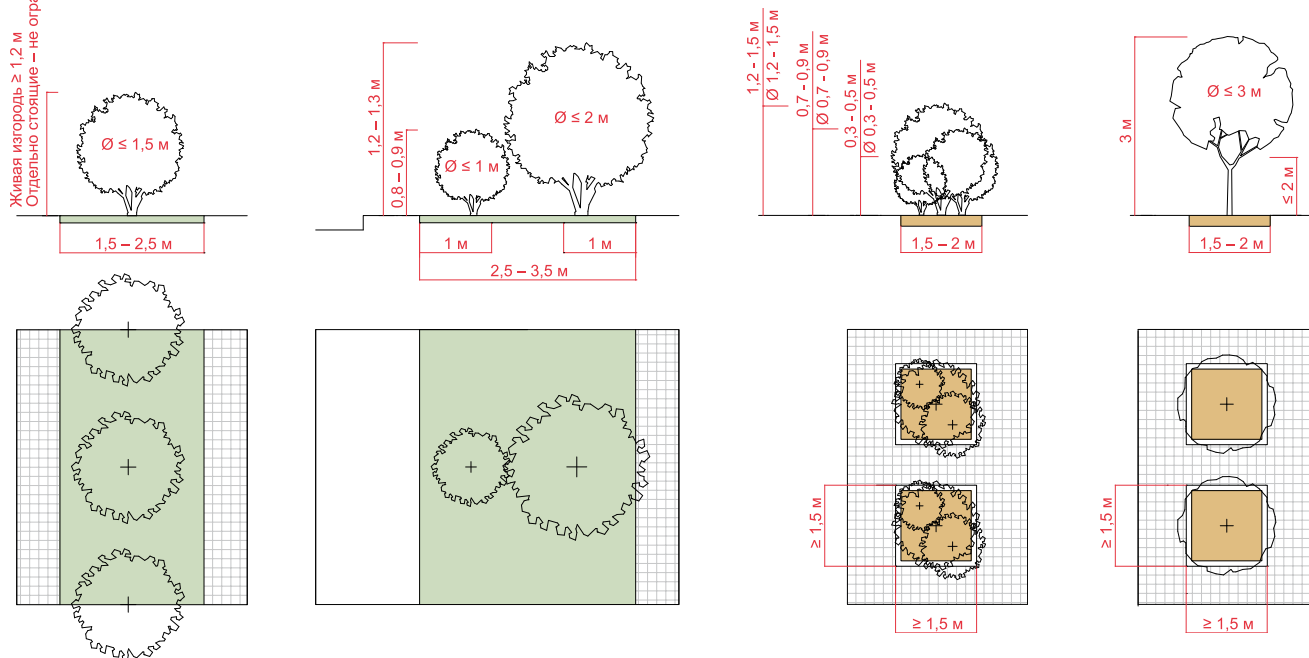 Живая изгородь ≥ 1,2 м
Отдельно стоящие – не
Ø ≤ 1,5 м
1,5 – 2,5 м
1,2 – 1,3 м
0,8 – 0,9 м
Ø ≤ 1 м
Ø ≤ 2 м
1 м
1 м
2,5 – 3,5 м
1,2 - 1,5 м
Ø 1,2 - 1,5 м
0,7 - 0,9 м
Ø 0,7 - 0,9 м
0,3 - 0,5 м
Ø 0,3 - 0,5 м
1,5 – 2 м
3 м
Ø ≤ 3 м
≤ 2 м
1,5 – 2 м
≥ 1,5 м
≥ 1,5 м
≥ 1,5 м
≥ 1,5 м